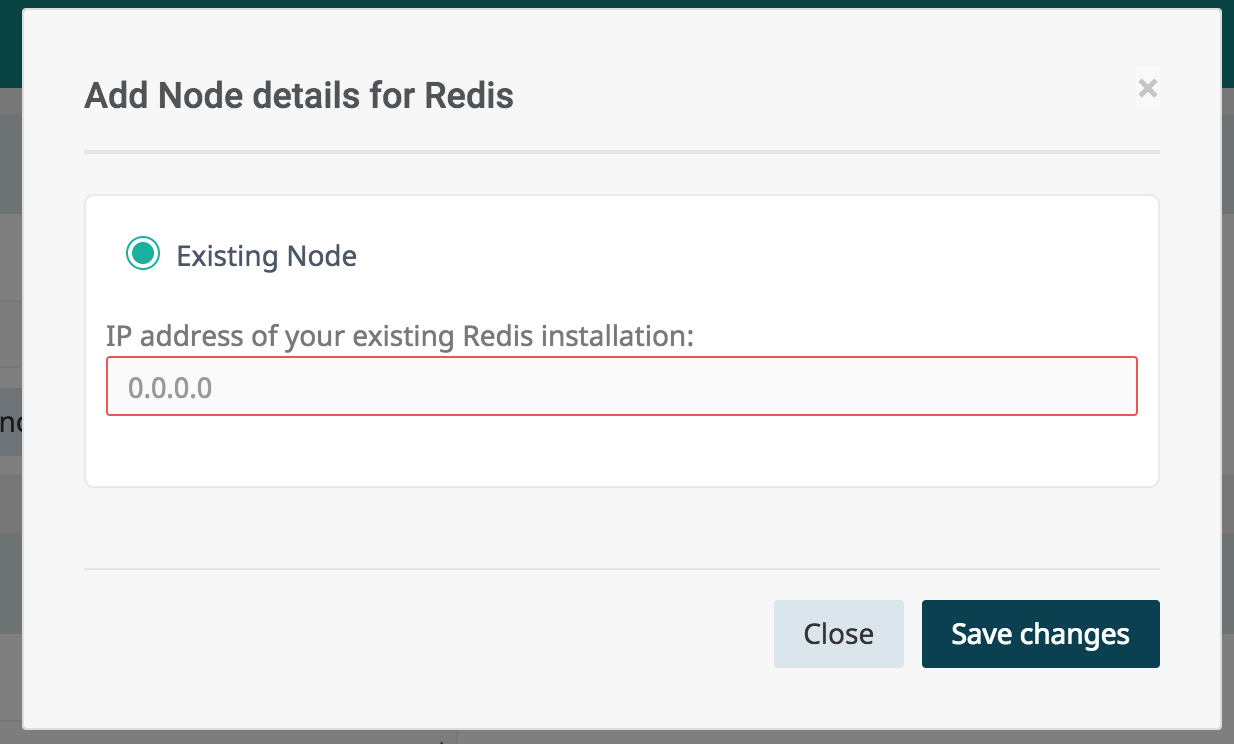 Add Node details for Redis
×
Existing Node
IP address of your existing Redis installation:
0.0.0.0
Close
Save changes